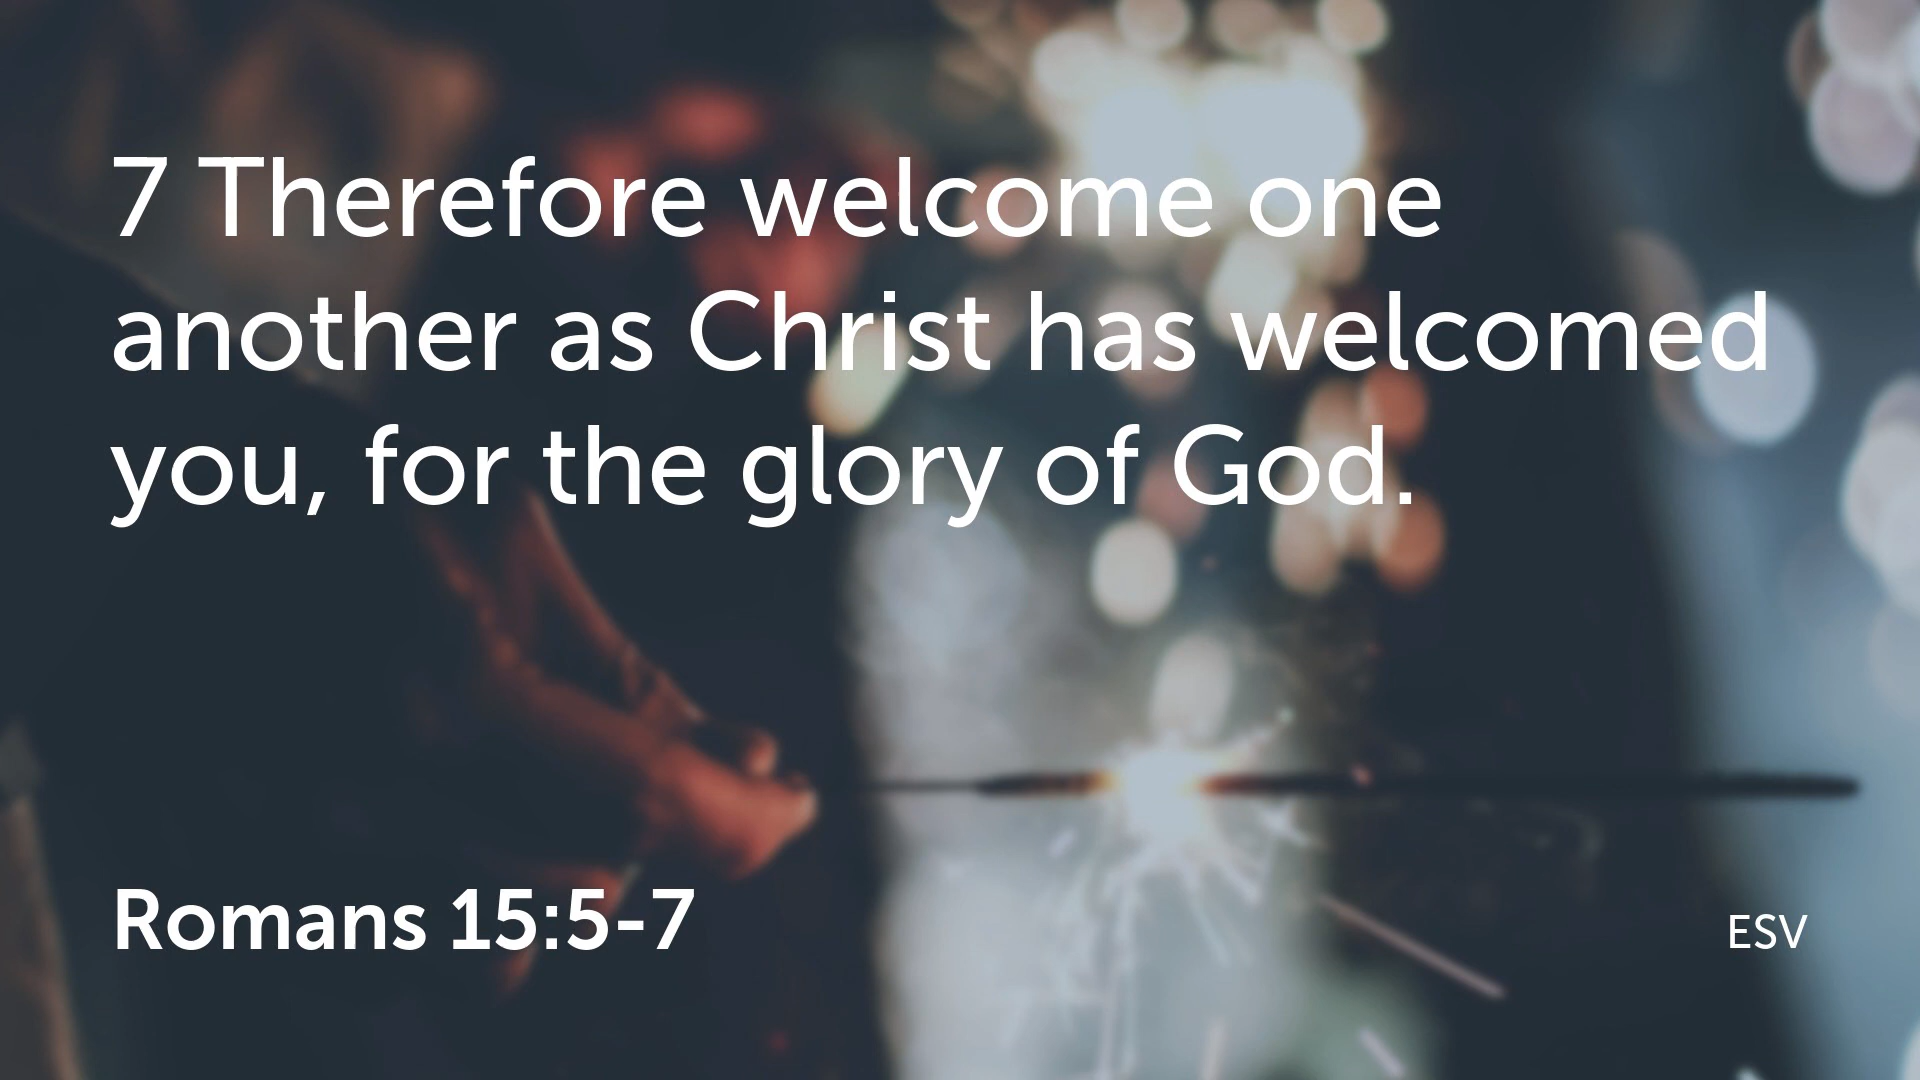 7 Therefore welcome one
another as Christ has welcomed
you, for the glory of God.
Romans 15:5-7
ESV